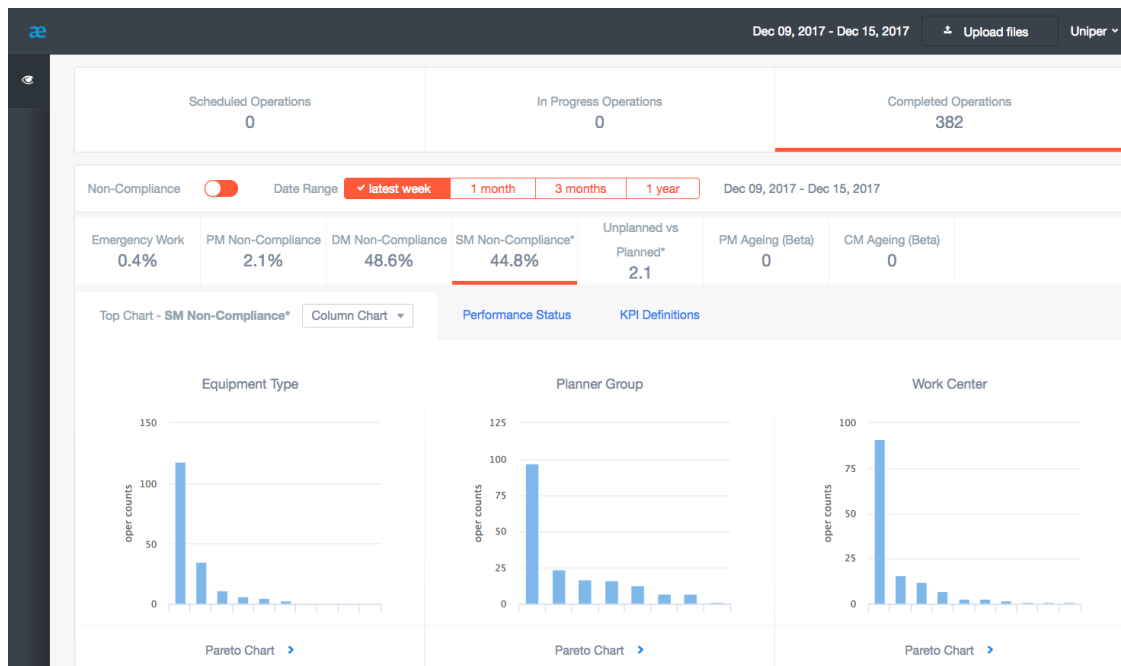 æ
Dec 09, 2017 - Dec 15, 2017 Upload files Uniper
Scheduled Operations In Progress Operations Completed Operations
0 0 382
Non-Compliance Date Range latest week 1 month 3 months 1 year Dec 09, 2017 - Dec 15, 2017
Emergency Work
0.4%
PM Non-Compliance
2.1%
DM Non-Compliance
48.6%
SM Non-Compliance*
44.8%
Unplanned vs
Planned*
2.1
PM Ageing (Beta)
0
CM Ageing (Beta)
0
Top Chart - SM Non-Compliance* Column Chart Performance Status KPI Definitions
Equipment Type
oper counts
150
100
50
0
Pareto Chart
Planner Group
oper counts
125
100
75
50
25
0
Pareto Chart
Work Center
oper counts
100
75
50
25
0
Pareto Chart